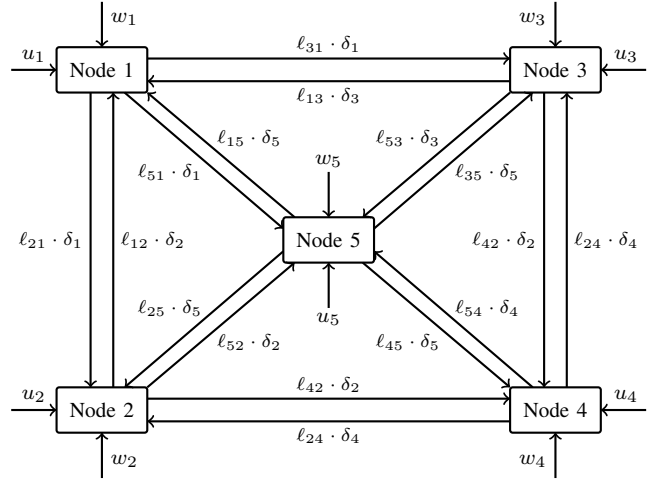 w₁
w₃
u₁
Node 1
ℓ₃₁ · δ₁
Node 3
u₃
ℓ₁₃ · δ₃
ℓ₁₅ · δ₅
ℓ₅₃ · δ₃
ℓ₅₁ · δ₁
w₅
ℓ₃₅ · δ₅
ℓ₂₁ · δ₁
ℓ₁₂ · δ₂
Node 5
ℓ₄₂ · δ₂
ℓ₂₄ · δ₄
ℓ₂₅ · δ₅
u₅
ℓ₅₄ · δ₄
ℓ₅₂ · δ₂
ℓ₄₅ · δ₅
u₂
Node 2
ℓ₄₂ · δ₂
Node 4
u₄
ℓ₂₄ · δ₄
w₂
w₄